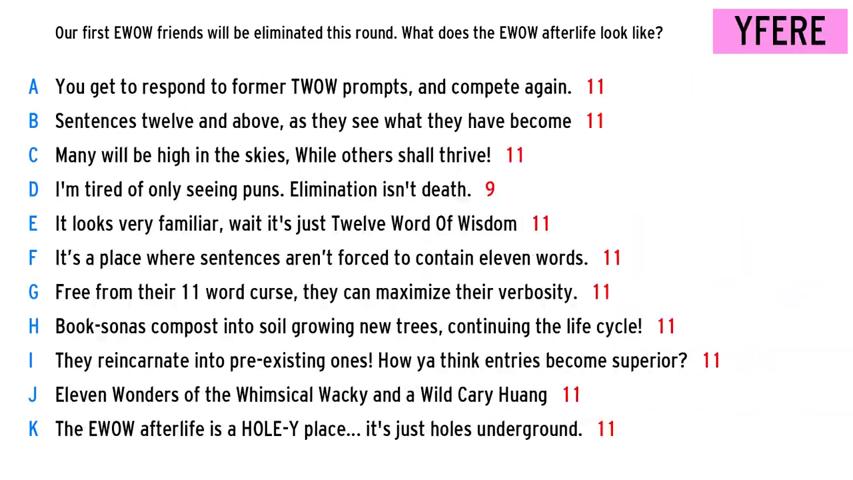 Our first EWOW friends will be eliminated this round. What does the EWOW afterlife look like?
YFERE
A You get to respond to former TWOW prompts, and compete again. 11
B Sentences twelve and above, as they see what they have become 11
C Many will be high in the skies, While others shall thrive! 11
D I'm tired of only seeing puns. Elimination isn't death. 9
E It looks very familiar, wait it's just Twelve Word Of Wisdom 11
F It’s a place where sentences aren’t forced to contain eleven words. 11
G Free from their 11 word curse, they can maximize their verbosity. 11
H Book-sonas compost into soil growing new trees, continuing the life cycle! 11
I They reincarnate into pre-existing ones! How ya think entries become superior? 11
J Eleven Wonders of the Whimsical Wacky and a Wild Cary Huang 11
K The EWOW afterlife is a HOLE-Y place... it's just holes underground. 11